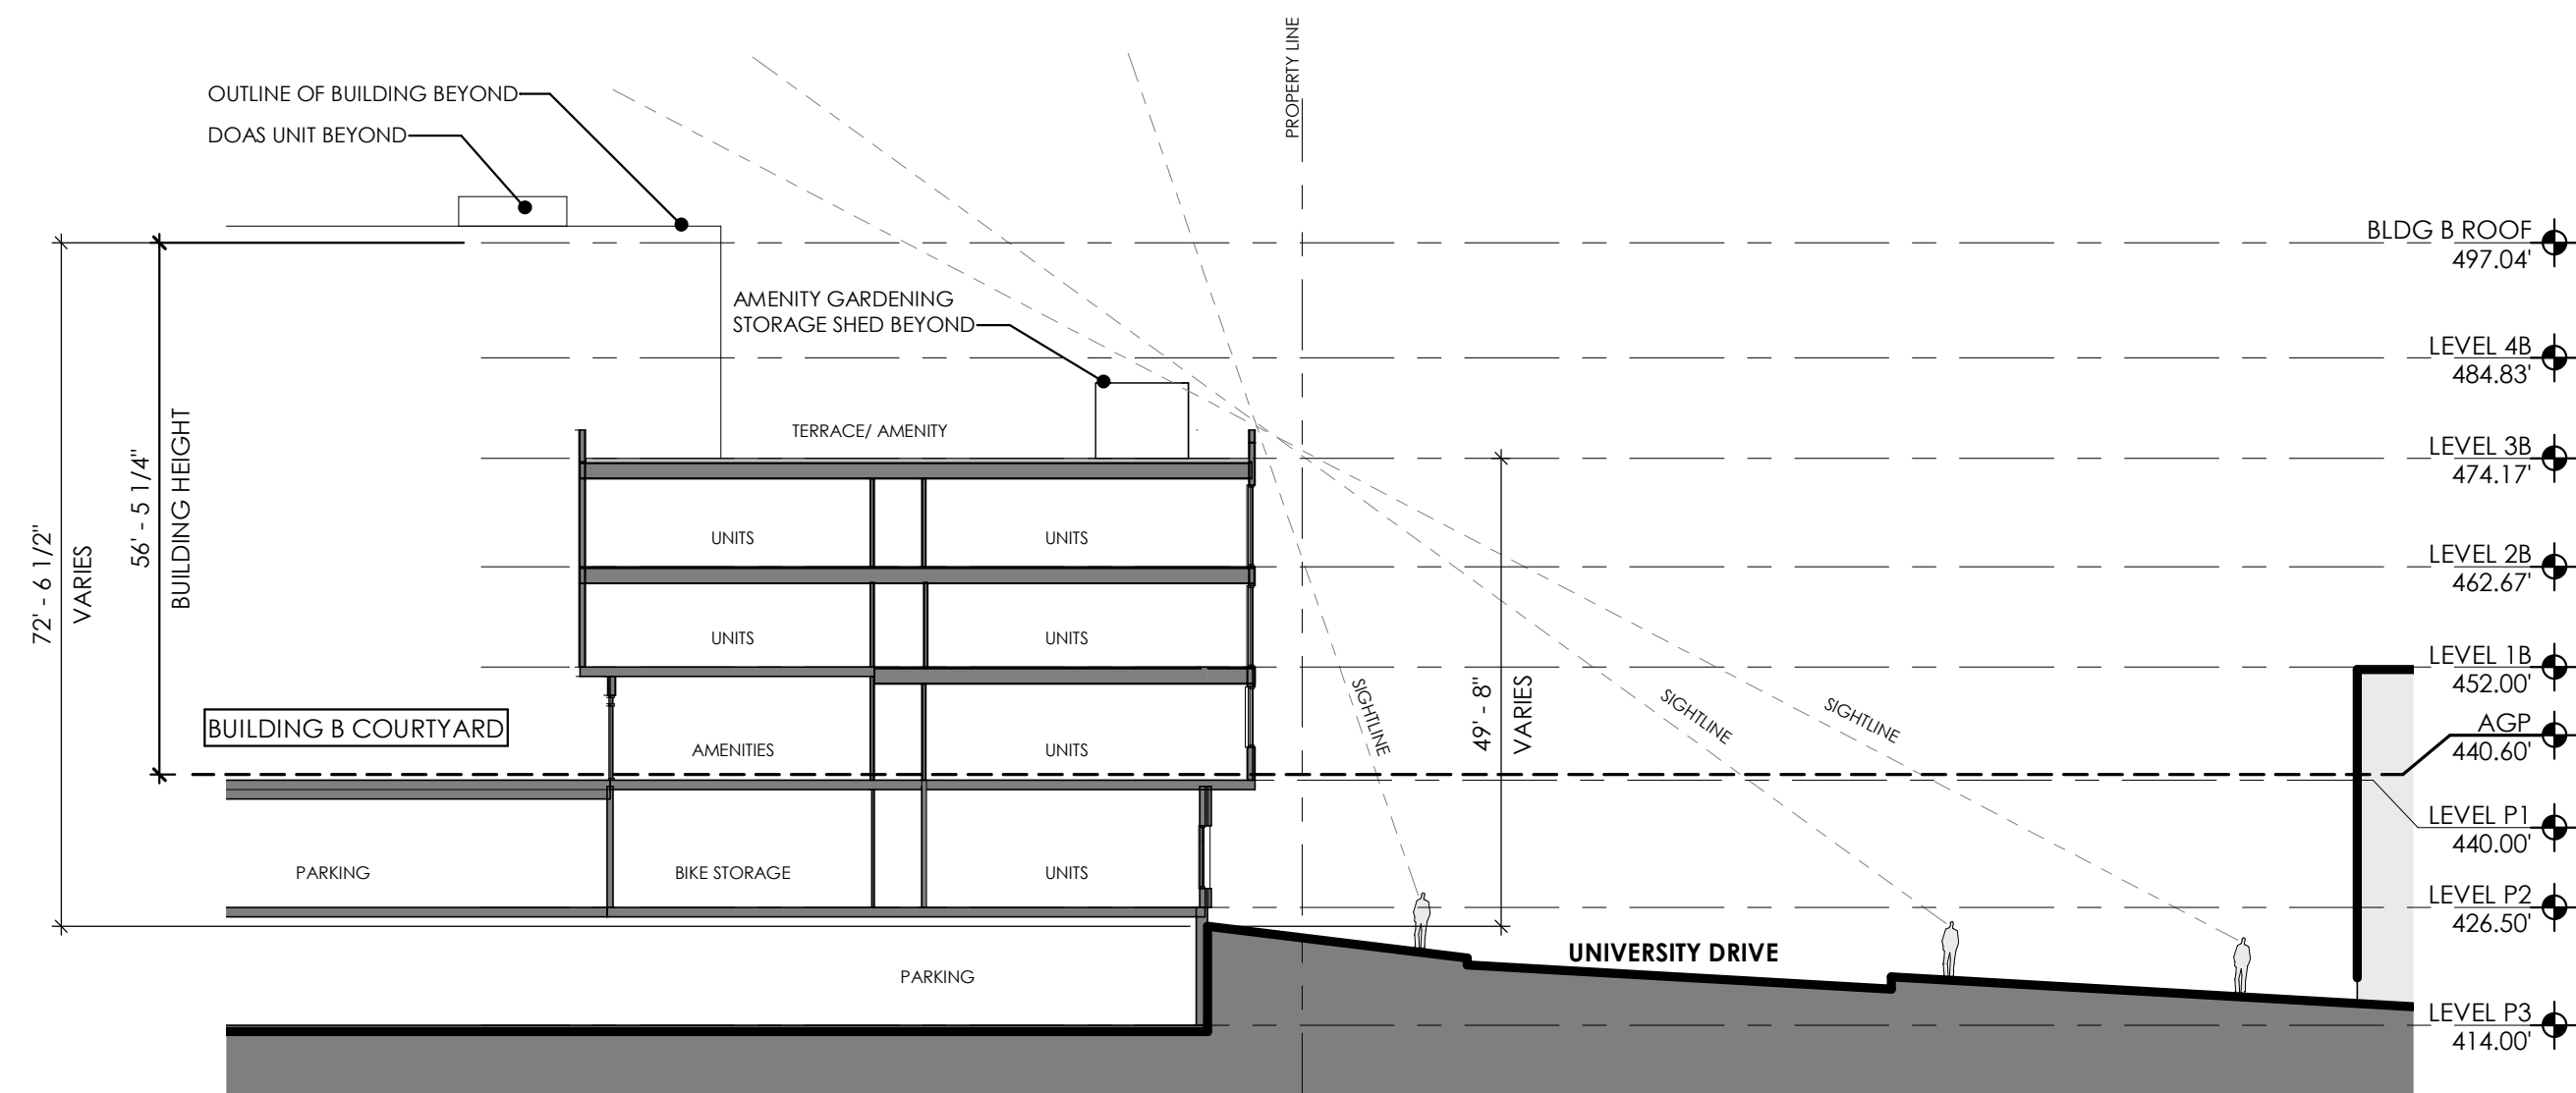 PROPERTY LINE
OUTLINE OF BUILDING BEYOND
DOAS UNIT BEYOND
BLDG B ROOF
497.04'
AMENITY GARDENING
STORAGE SHED BEYOND
LEVEL 4B
484.83'
TERRACE/ AMENITY
LEVEL 3B
474.17'
72' - 6 1/2"
VARIES
56' - 5 1/4"
BUILDING HEIGHT
UNITS
UNITS
LEVEL 2B
462.67'
UNITS
UNITS
LEVEL 1B
452.00'
SIGHTLINE
49' - 8"
VARIES
SIGHTLINE
SIGHTLINE
BUILDING B COURTYARD
AMENITIES
UNITS
AGP
440.60'
LEVEL P1
440.00'
PARKING
BIKE STORAGE
UNITS
LEVEL P2
426.50'
UNIVERSITY DRIVE
PARKING
LEVEL P3
414.00'